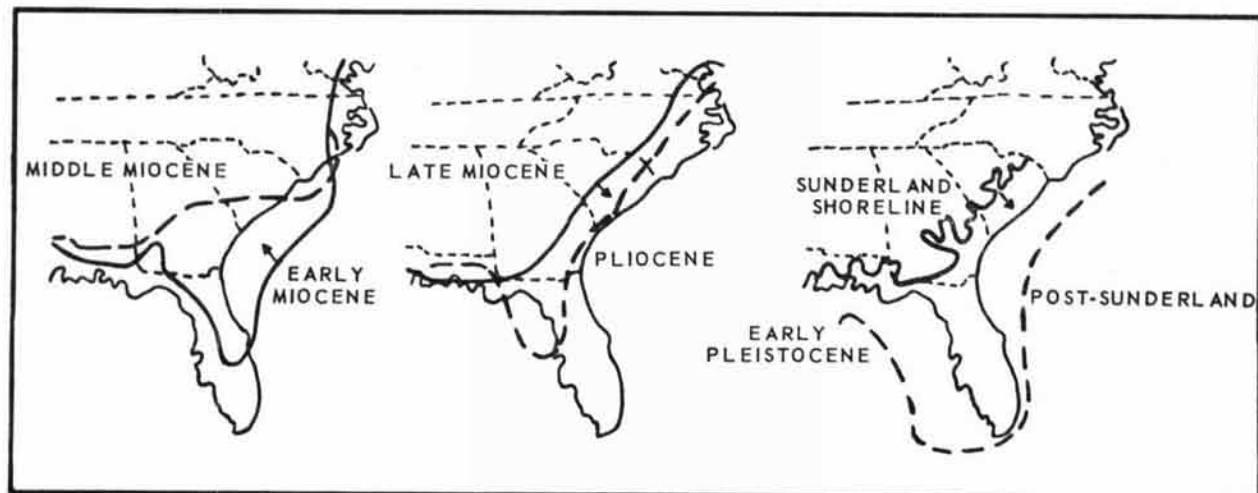 MIDDLE MIOCENE
EARLY
MIOCENE
LATE MIOCENE
PLIOCENE
SUNDERLAND
SHORELINE
POST-SUNDERLAND
EARLY
PLEISTOCENE